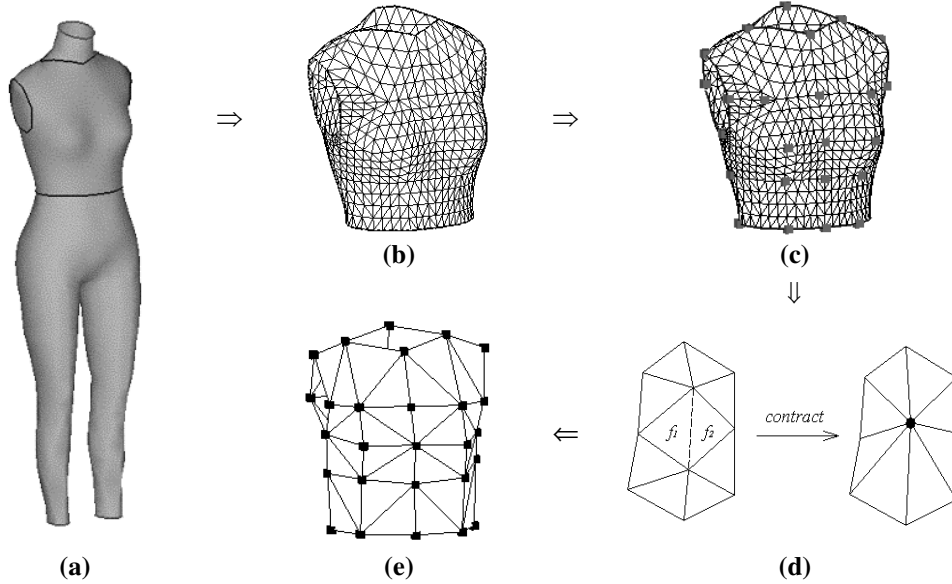 ⇒
⇒
(b)
(c)
⇓
f₁
f₂
contract
⇐
(a)
(e)
(d)